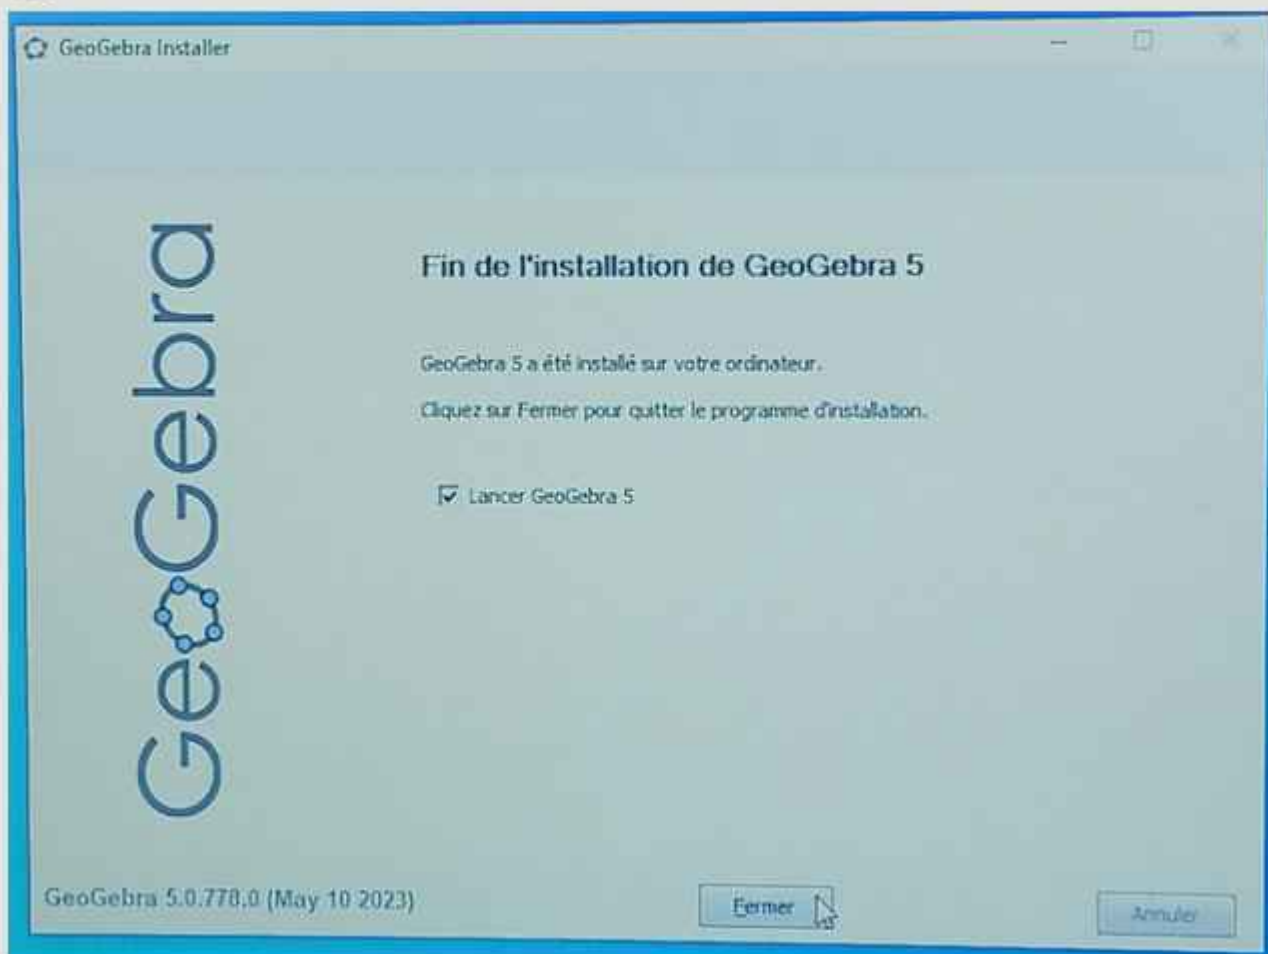 GeoGebra Installer
GeoGebra
Fin de l'installation de GeoGebra 5
GeoGebra 5 a été installé sur votre ordinateur.
Cliquez sur Fermer pour quitter le programme d'installation.
Lancer GeoGebra 5
GeoGebra 5.0.778.0 (May 10 2023)
Fermer
Annuler